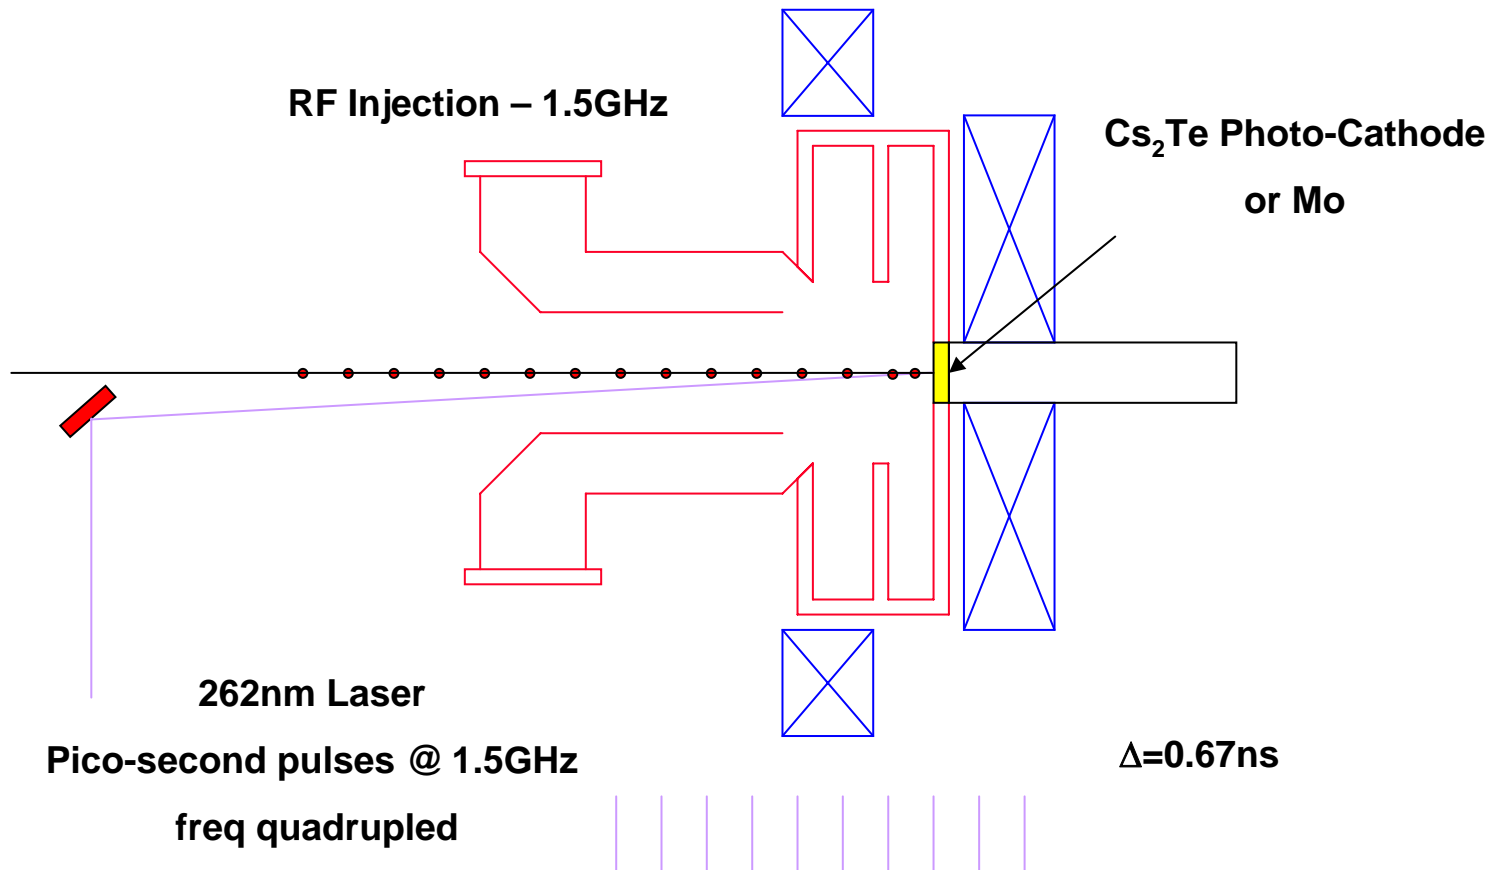 RF Injection – 1.5GHz
Cs₂Te Photo-Cathode
or Mo
262nm Laser
Pico-second pulses @ 1.5GHz
freq quadrupled
Δ=0.67ns